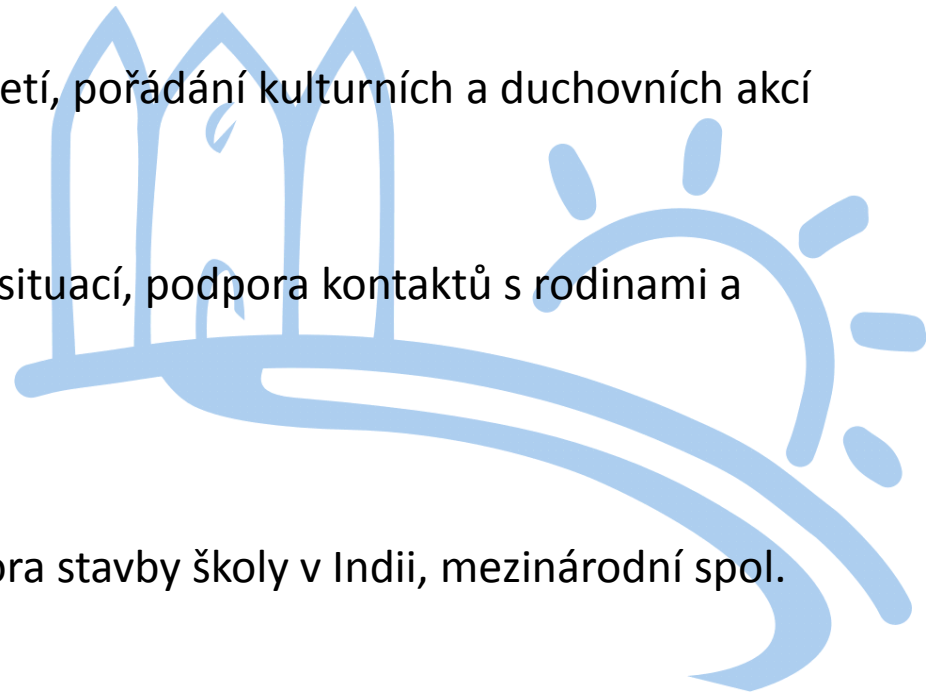 etí, pořádání kulturních a duchovních akcí
situací, podpora kontaktů s rodinami a
ora stavby školy v Indii, mezinárodní spol.